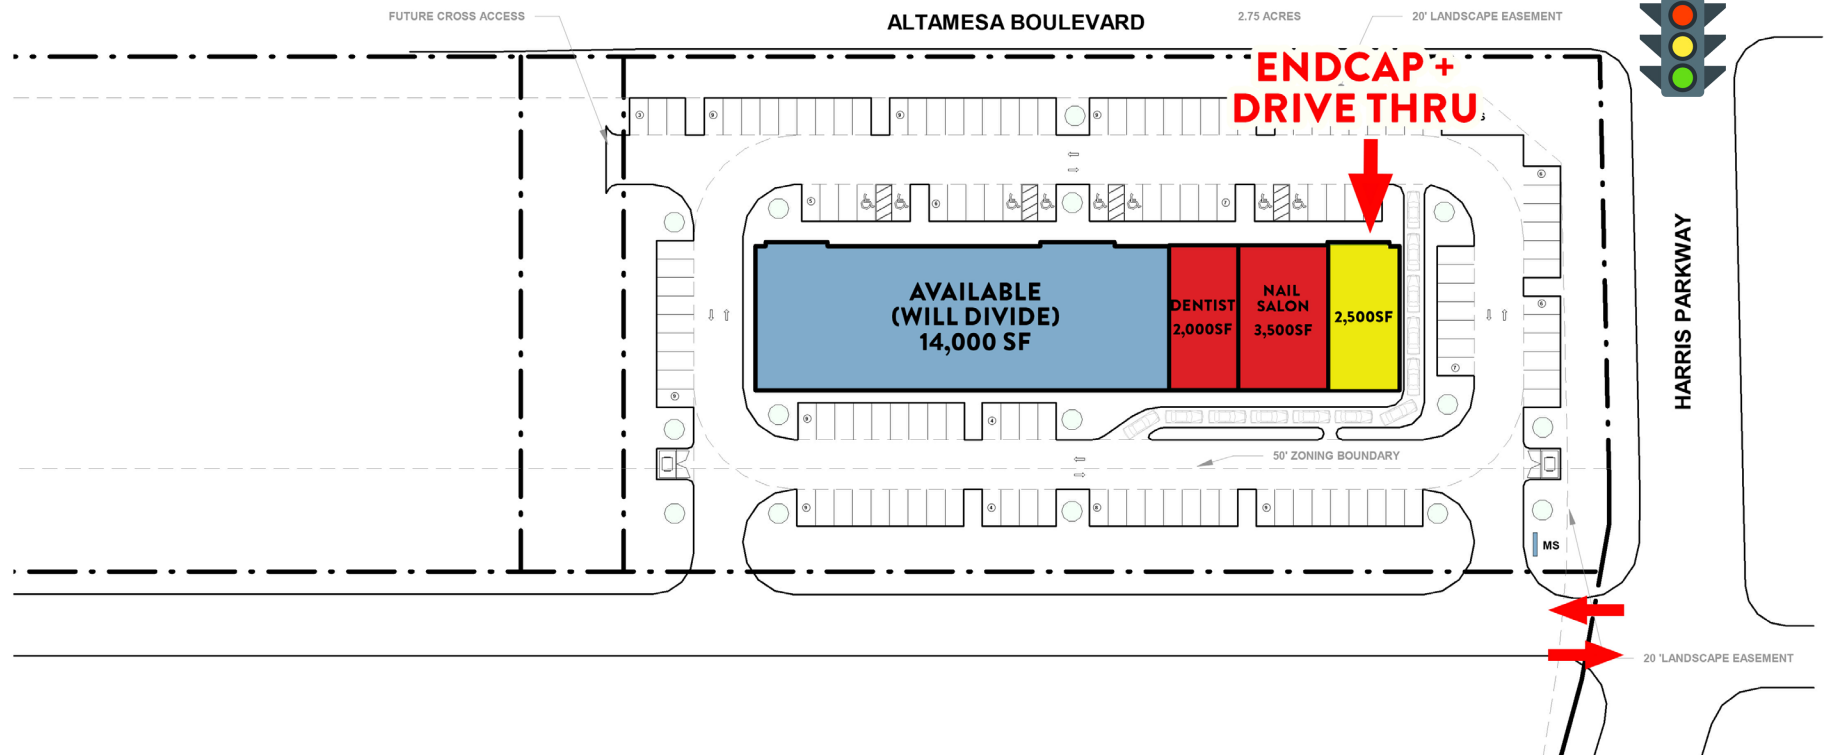 FUTURE CROSS ACCESS
ALTAMESA BOULEVARD
2.75 ACRES
20' LANDSCAPE EASEMENT
ENDCAP +
DRIVE THRU
HARRIS PARKWAY
AVAILABLE
(WILL DIVIDE)
14,000 SF
DENTIST
2,000SF
NAIL
SALON
3,500SF
2,500SF
50' ZONING BOUNDARY
MS
20 'LANDSCAPE EASEMENT